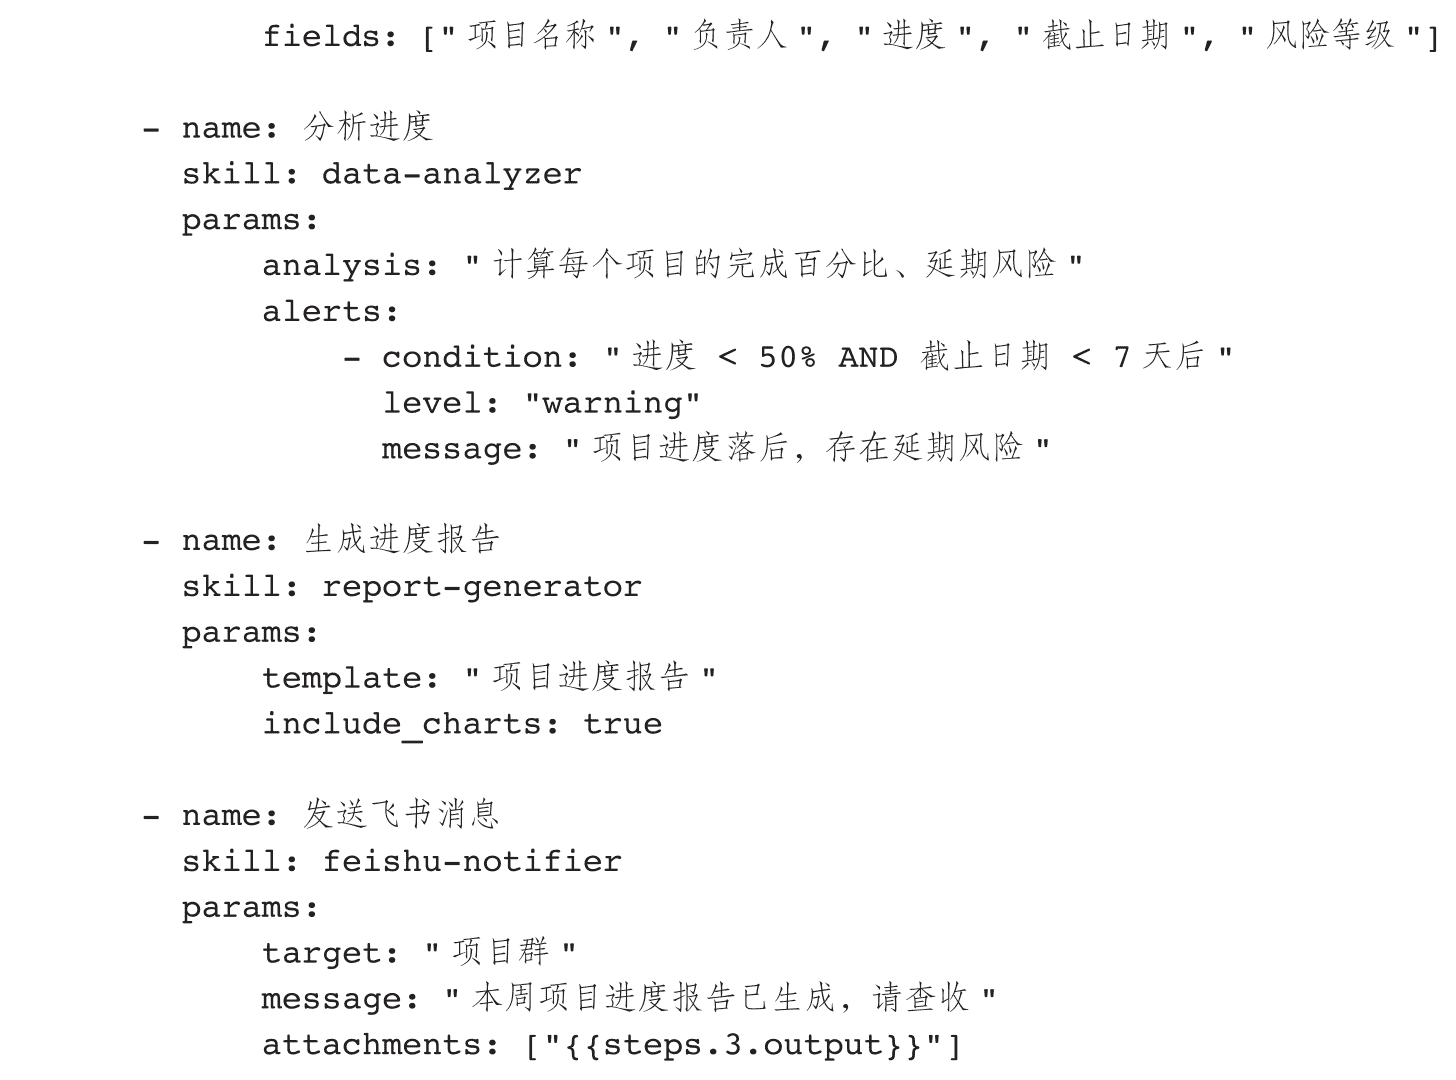 fields: ["项目名称", "负责人", "进度", "截止日期", "风险等级"]
- name: 分析进度
skill: data-analyzer
params:
analysis: "计算每个项目的完成百分比、延期风险"
alerts:
- condition: "进度 < 50% AND 截止日期 < 7天后"
level: "warning"
message: "项目进度落后，存在延期风险"
- name: 生成进度报告
skill: report-generator
params:
template: "项目进度报告"
include_charts: true
- name: 发送飞书消息
skill: feishu-notifier
params:
target: "项目群"
message: "本周项目进度报告已生成，请查收"
attachments: ["{{steps.3.output}}"]